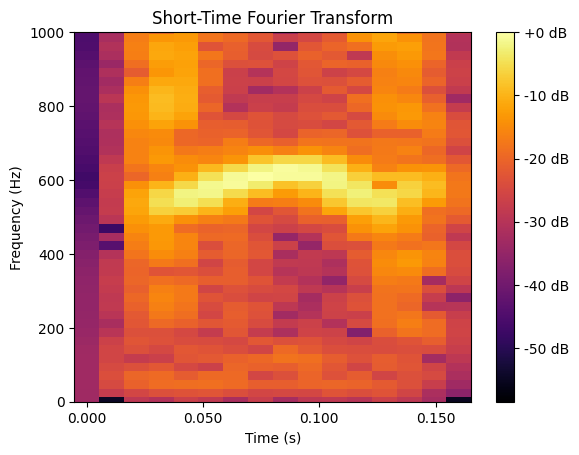 Short-Time Fourier Transform
1000
800
600
400
200
0
Frequency (Hz)
0.000
0.050
0.100
0.150
Time (s)
+0 dB
-10 dB
-20 dB
-30 dB
-40 dB
-50 dB